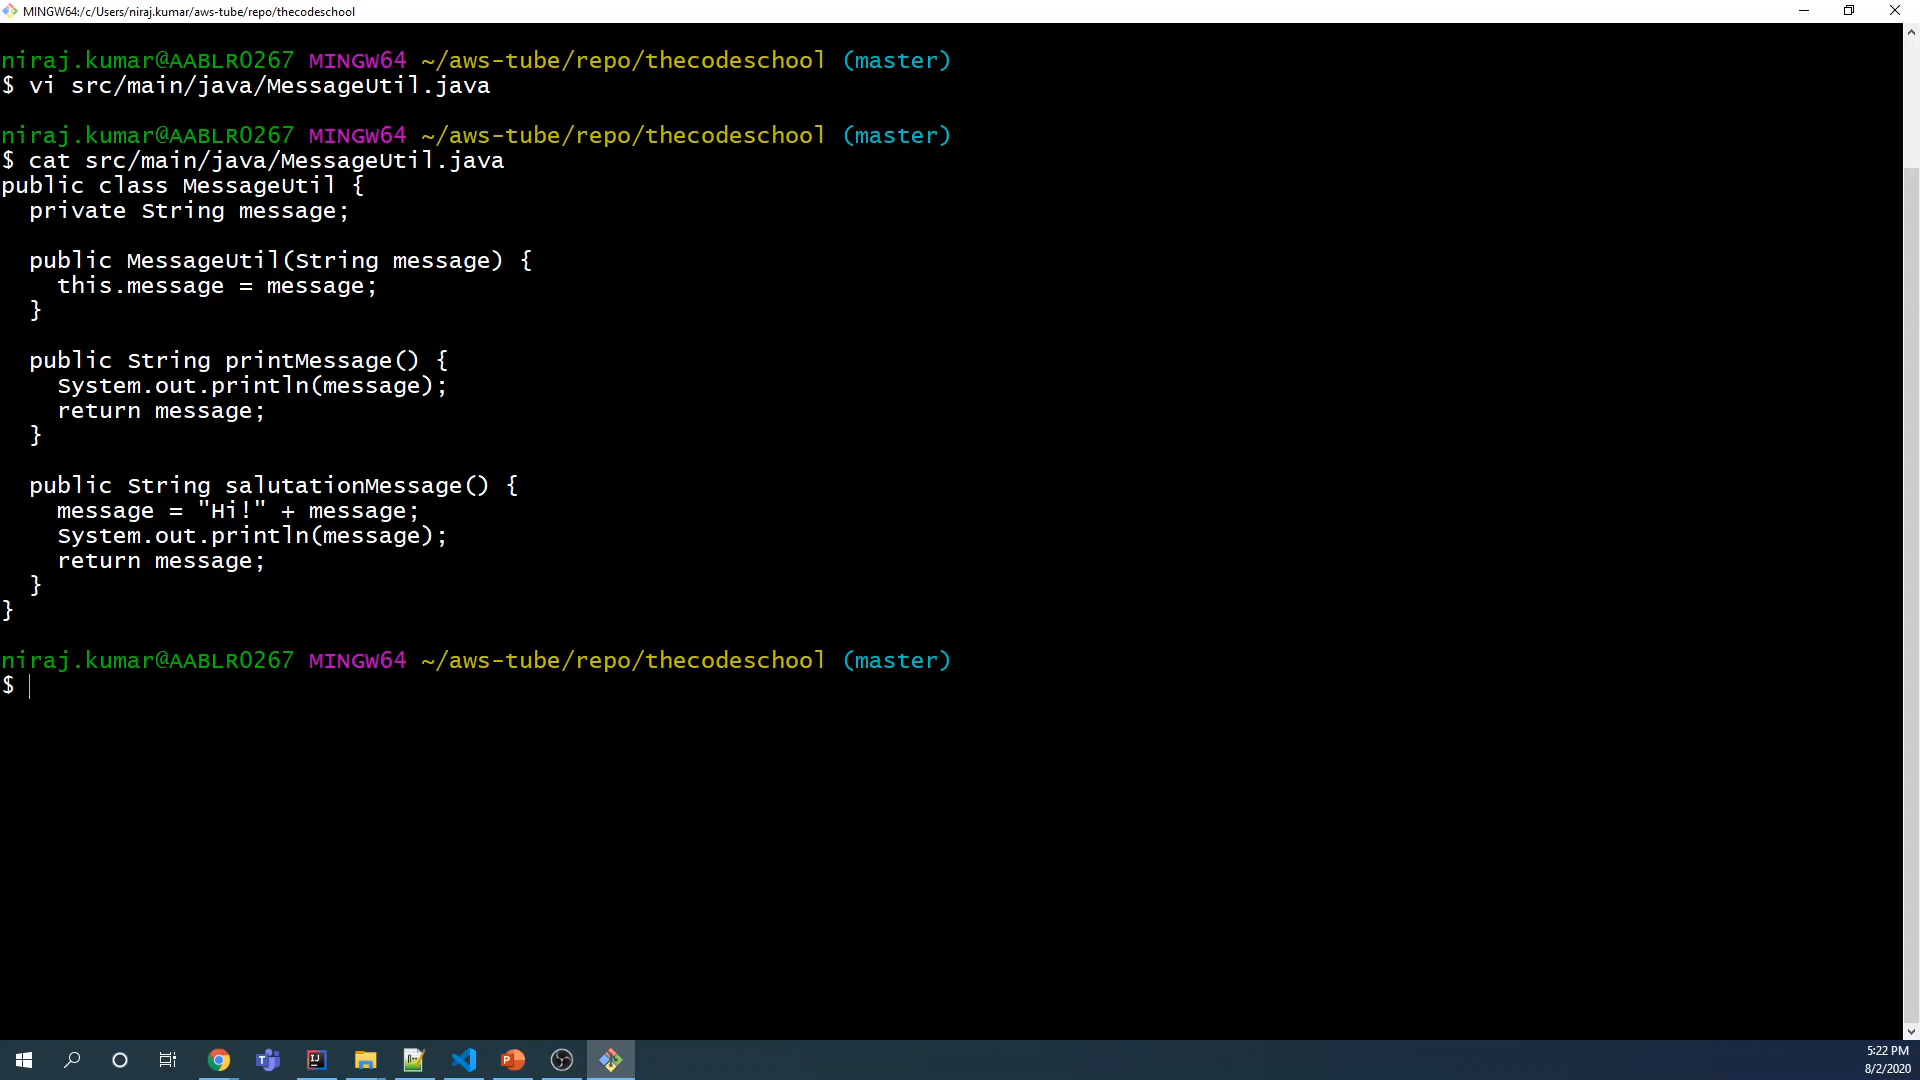 MINGW64:/c/Users/niraj.kumar/aws-tube/repo/thecodeschool
niraj.kumar@AABLRO267 MINGW64 ~/aws-tube/repo/thecodeschool (master)
$ vi src/main/java/MessageUtil.java
niraj.kumar@AABLRO267 MINGW64 ~/aws-tube/repo/thecodeschool (master)
$ cat src/main/java/MessageUtil.java
public class MessageUtil {
  private String message;
  public MessageUtil(String message) {
    this.message = message;
  }
  public String printMessage() {
    System.out.println(message);
    return message;
  }
  public String salutationMessage() {
    message = "Hi!" + message;
    System.out.println(message);
    return message;
  }
}
niraj.kumar@AABLRO267 MINGW64 ~/aws-tube/repo/thecodeschool (master)
$
5:22 PM
8/2/2020